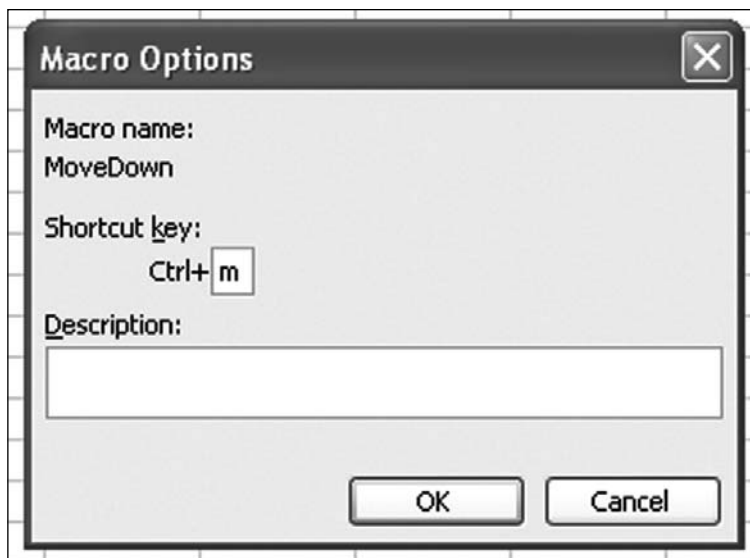 Macro Options
Macro name:
MoveDown
Shortcut key:
Ctrl+ m
Description:
OK Cancel